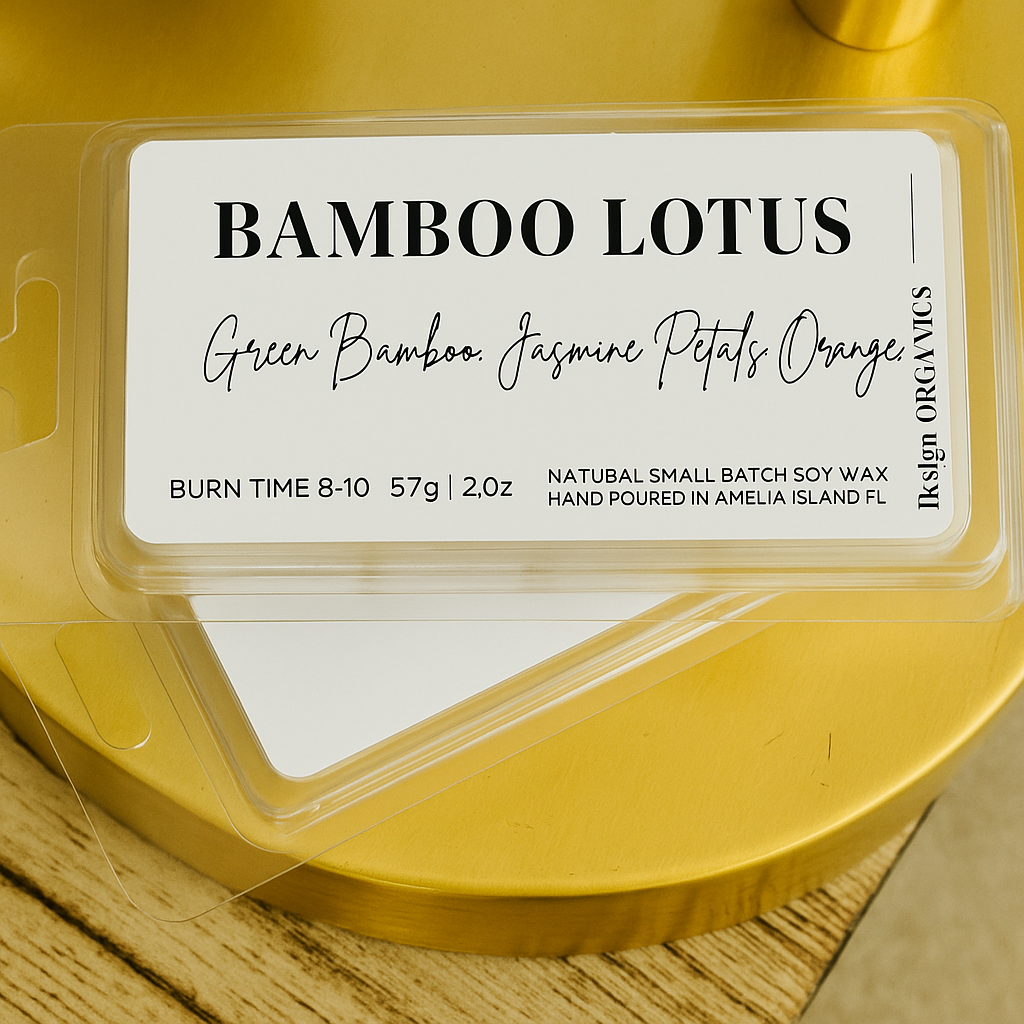 BAMBOO LOTUS
Green Bamboo. Jasmine Petals. Orange.
BURN TIME 8-10 57g | 2,0z
NATUBAL SMALL BATCH SOY WAX
HAND POURED IN AMELIA ISLAND FL